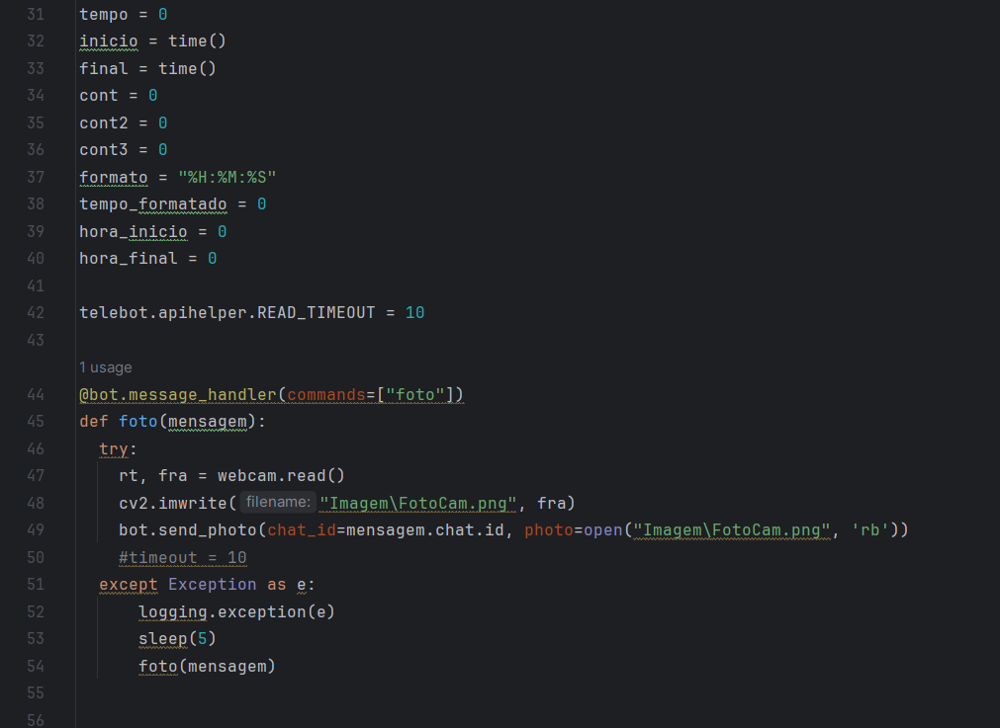 31 tempo = 0
32 inicio = time()
33 final = time()
34 cont = 0
35 cont2 = 0
36 cont3 = 0
37 formato = "%H:%M:%S"
38 tempo_formatado = 0
39 hora_inicio = 0
40 hora_final = 0
41
42 telebot.apihelper.READ_TIMEOUT = 10
43
1 usage
44 @bot.message_handler(commands=["foto"])
45 def foto(mensagem):
46   try:
47     rt, fra = webcam.read()
48     cv2.imwrite( filename: "Imagem\FotoCam.png", fra)
49     bot.send_photo(chat_id=mensagem.chat.id, photo=open("Imagem\FotoCam.png", 'rb'))
50     #timeout = 10
51   except Exception as e:
52       logging.exception(e)
53       sleep(5)
54       foto(mensagem)
55
56